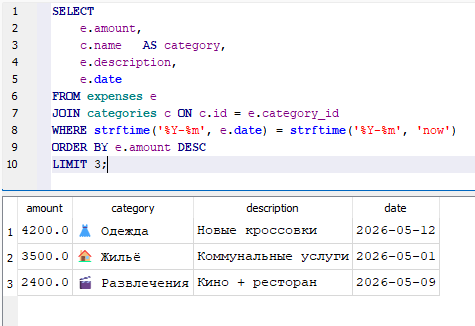 1 SELECT
2 e.amount,
3 c.name AS category,
4 e.description,
5 e.date
6 FROM expenses e
7 JOIN categories c ON c.id = e.category_id
8 WHERE strftime('%Y-%m', e.date) = strftime('%Y-%m', 'now')
9 ORDER BY e.amount DESC
10 LIMIT 3;
amount category description date
1 4200.0 👗 Одежда Новые кроссовки 2026-05-12
2 3500.0 🏠 Жильё Коммунальные услуги 2026-05-01
3 2400.0 🎬 Развлечения Кино + ресторан 2026-05-09